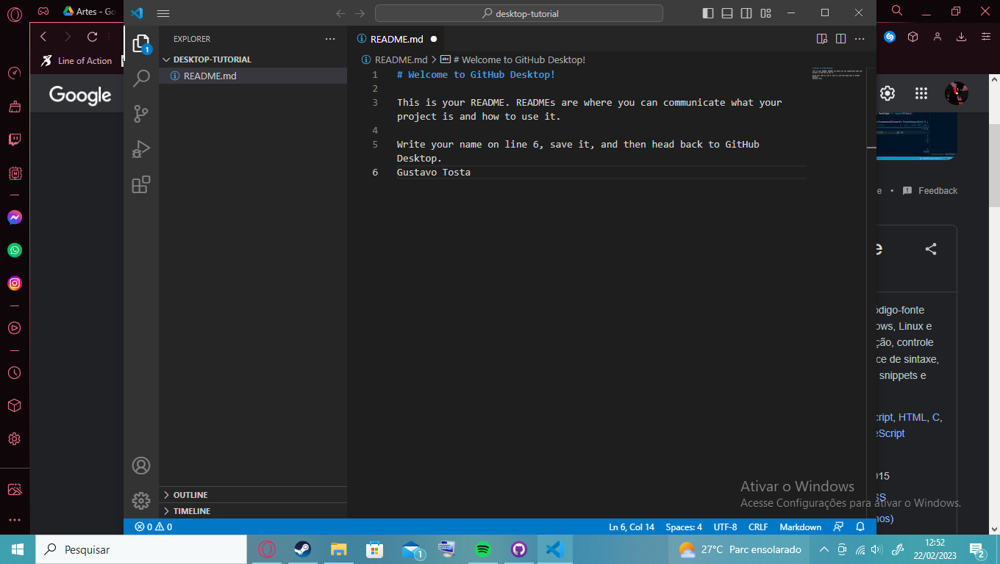 Artes - Go
desktop-tutorial
Line of Action
Google
EXPLORER
DESKTOP-TUTORIAL
README.md
1
README.md
README.md > # Welcome to GitHub Desktop!
1 # Welcome to GitHub Desktop!
2
3 This is your README. READMEs are where you can communicate what your
project is and how to use it.
4
5 Write your name on line 6, save it, and then head back to GitHub
Desktop.
6 Gustavo Tosta
Feedback
e
ódigo-fonte
ows, Linux e
ção, controle
ce de sintaxe,
snippets e
cript, HTML, C,
eScript
015
SS
nos)
OUTLINE
TIMELINE
Ativar o Windows
Acesse Configurações para ativar o Windows.
0 0
Ln 6, Col 14 Spaces: 4 UTF-8 CRLF Markdown
Pesquisar
1
27°C Parc ensolarado
12:52
22/02/2023
2